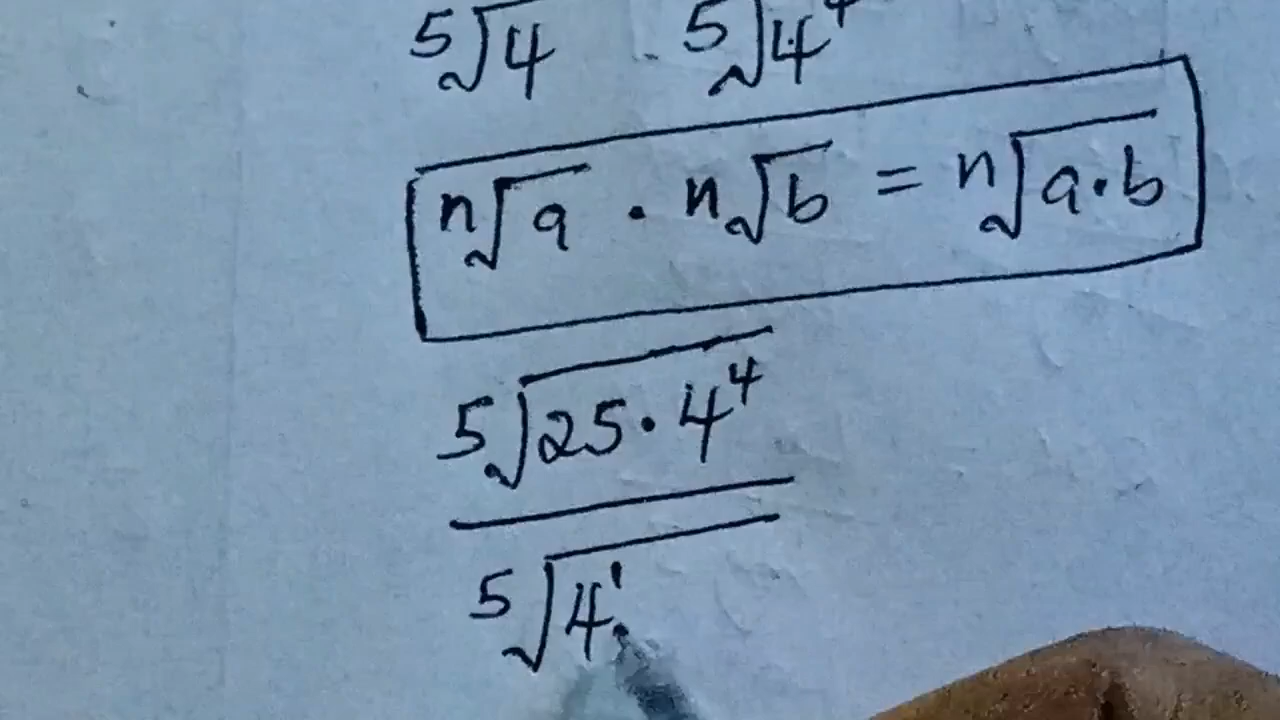 ⁵√4 · ⁵√4⁴
ⁿ√a · ⁿ√b = ⁿ√a·b
⁵√25·4⁴
⁵√4¹·